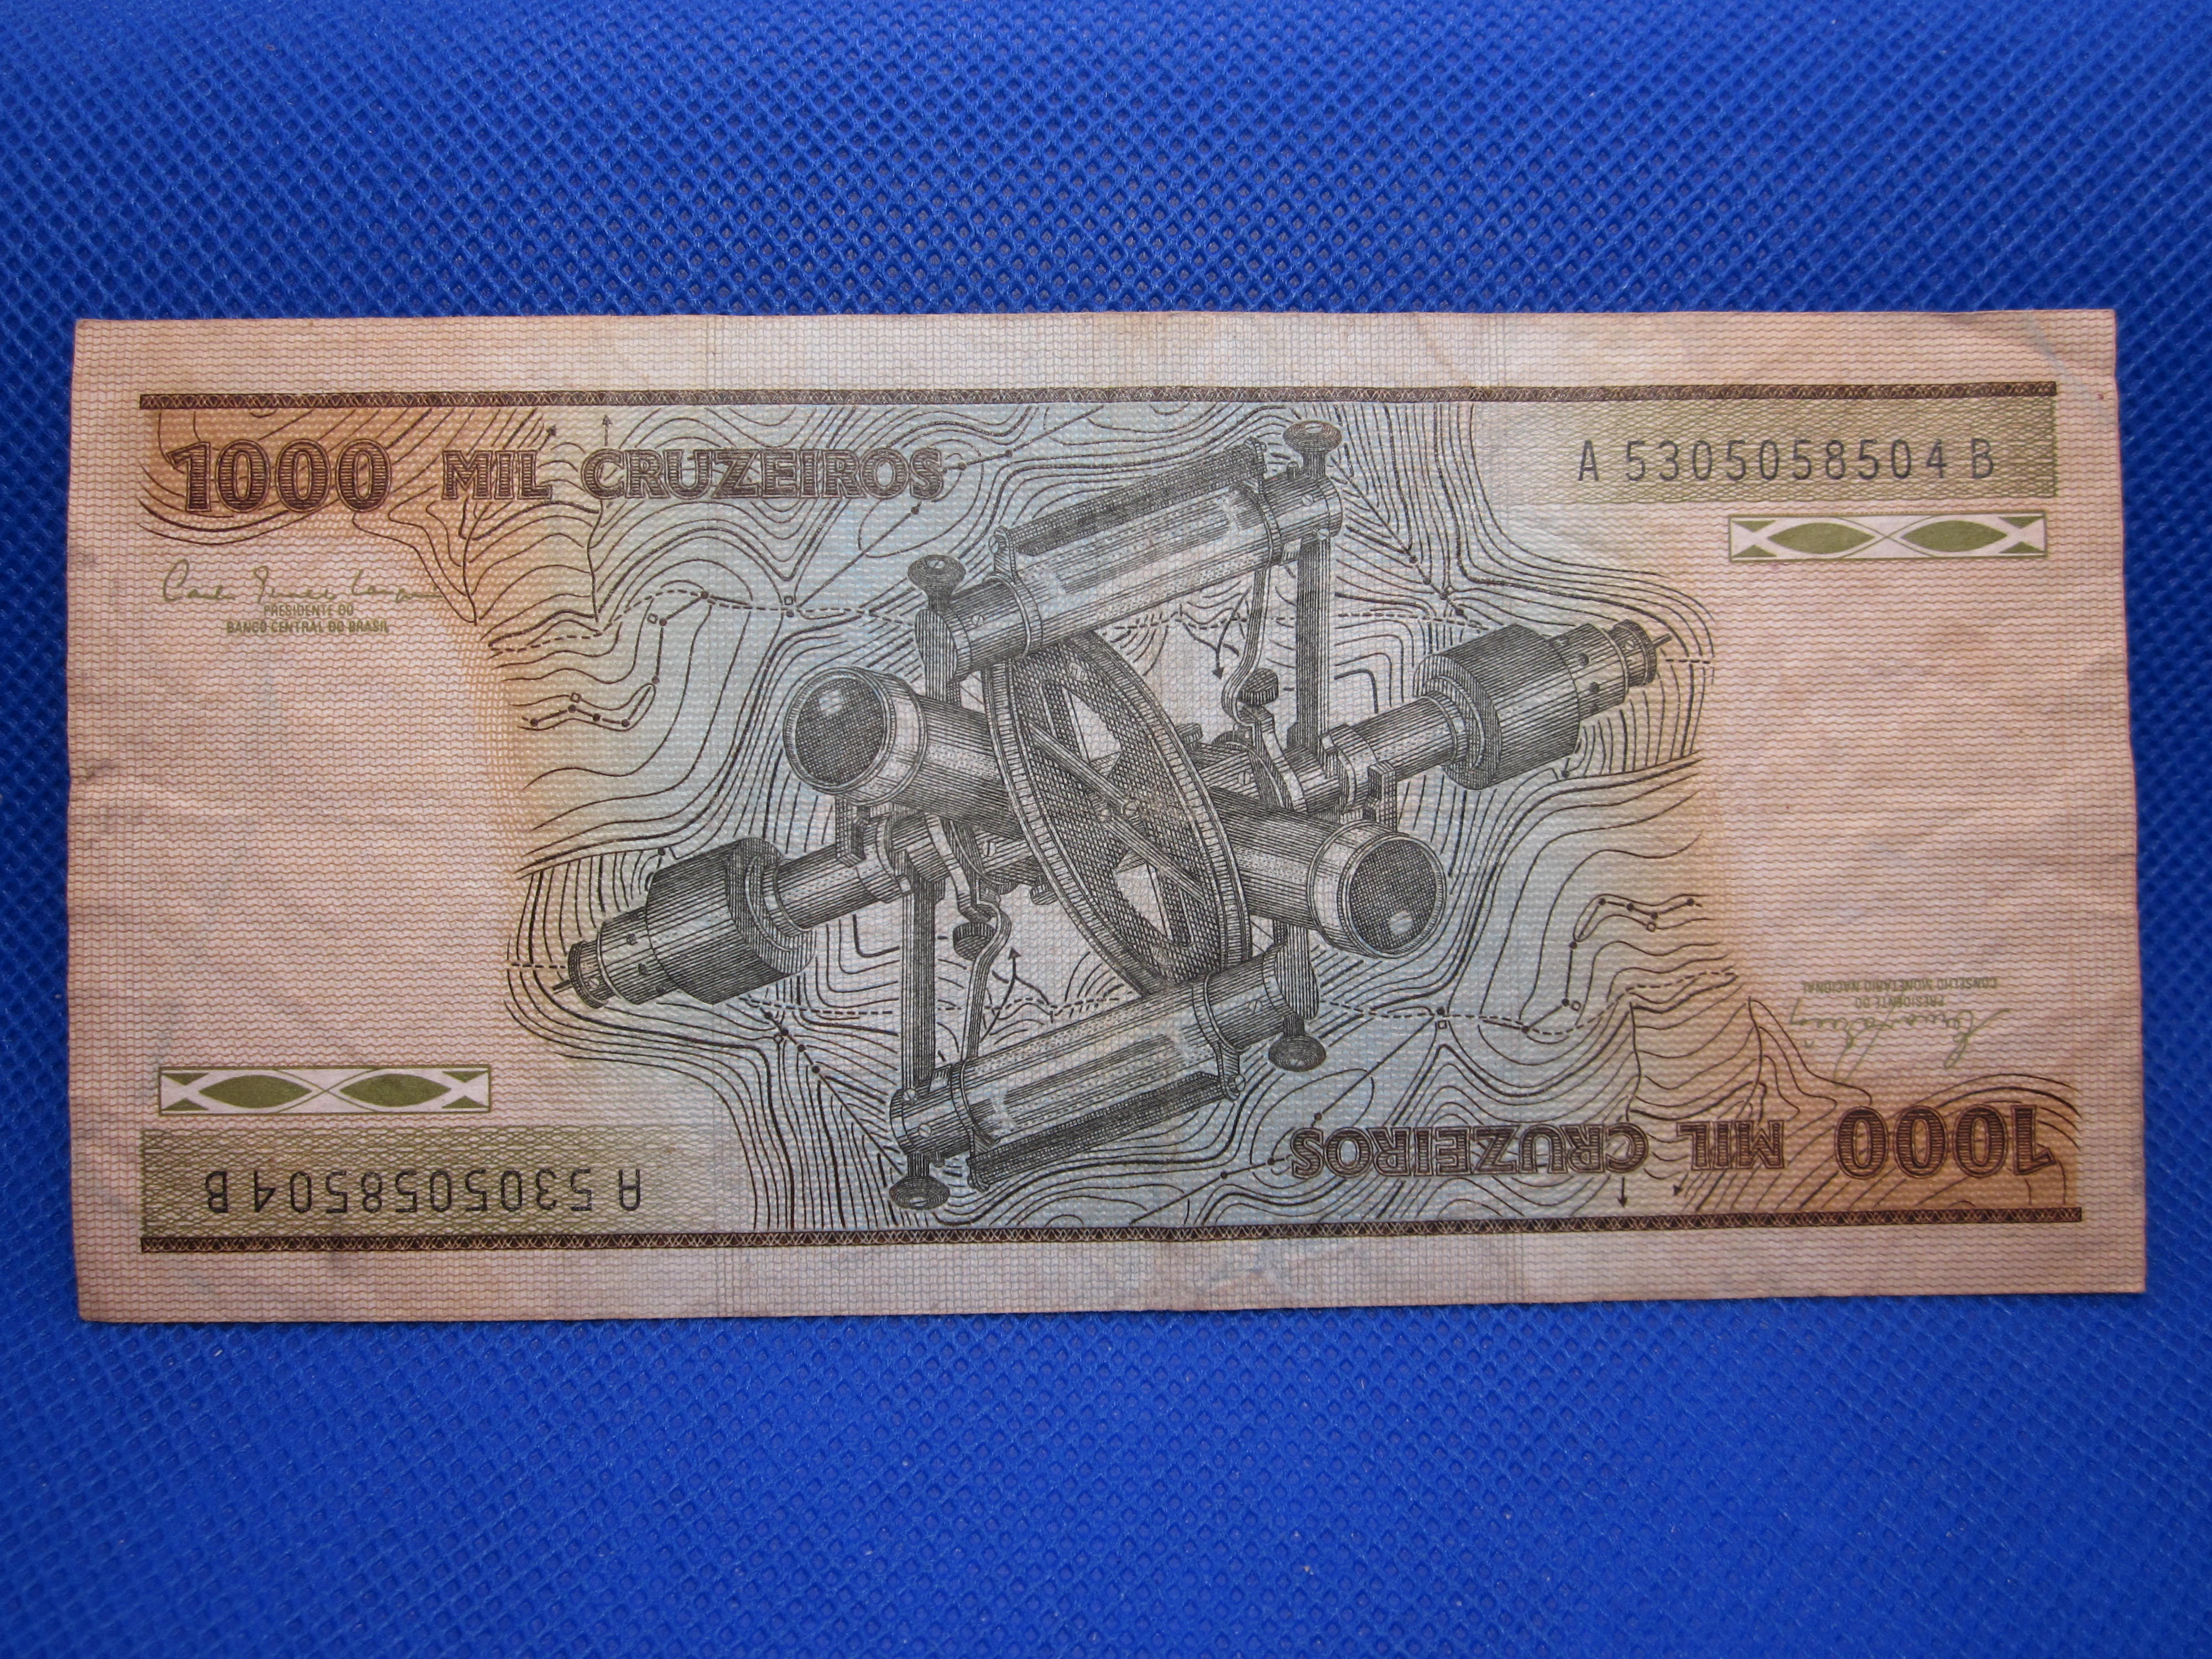 1000 MIL CRUZEIROS
A 5305058504 B
PRESIDENTE DO
BANCO CENTRAL DO BRASIL
PRESIDENTE DO
CONSELHO MONETÁRIO NACIONAL
A 5305058504 B
1000 MIL CRUZEIROS